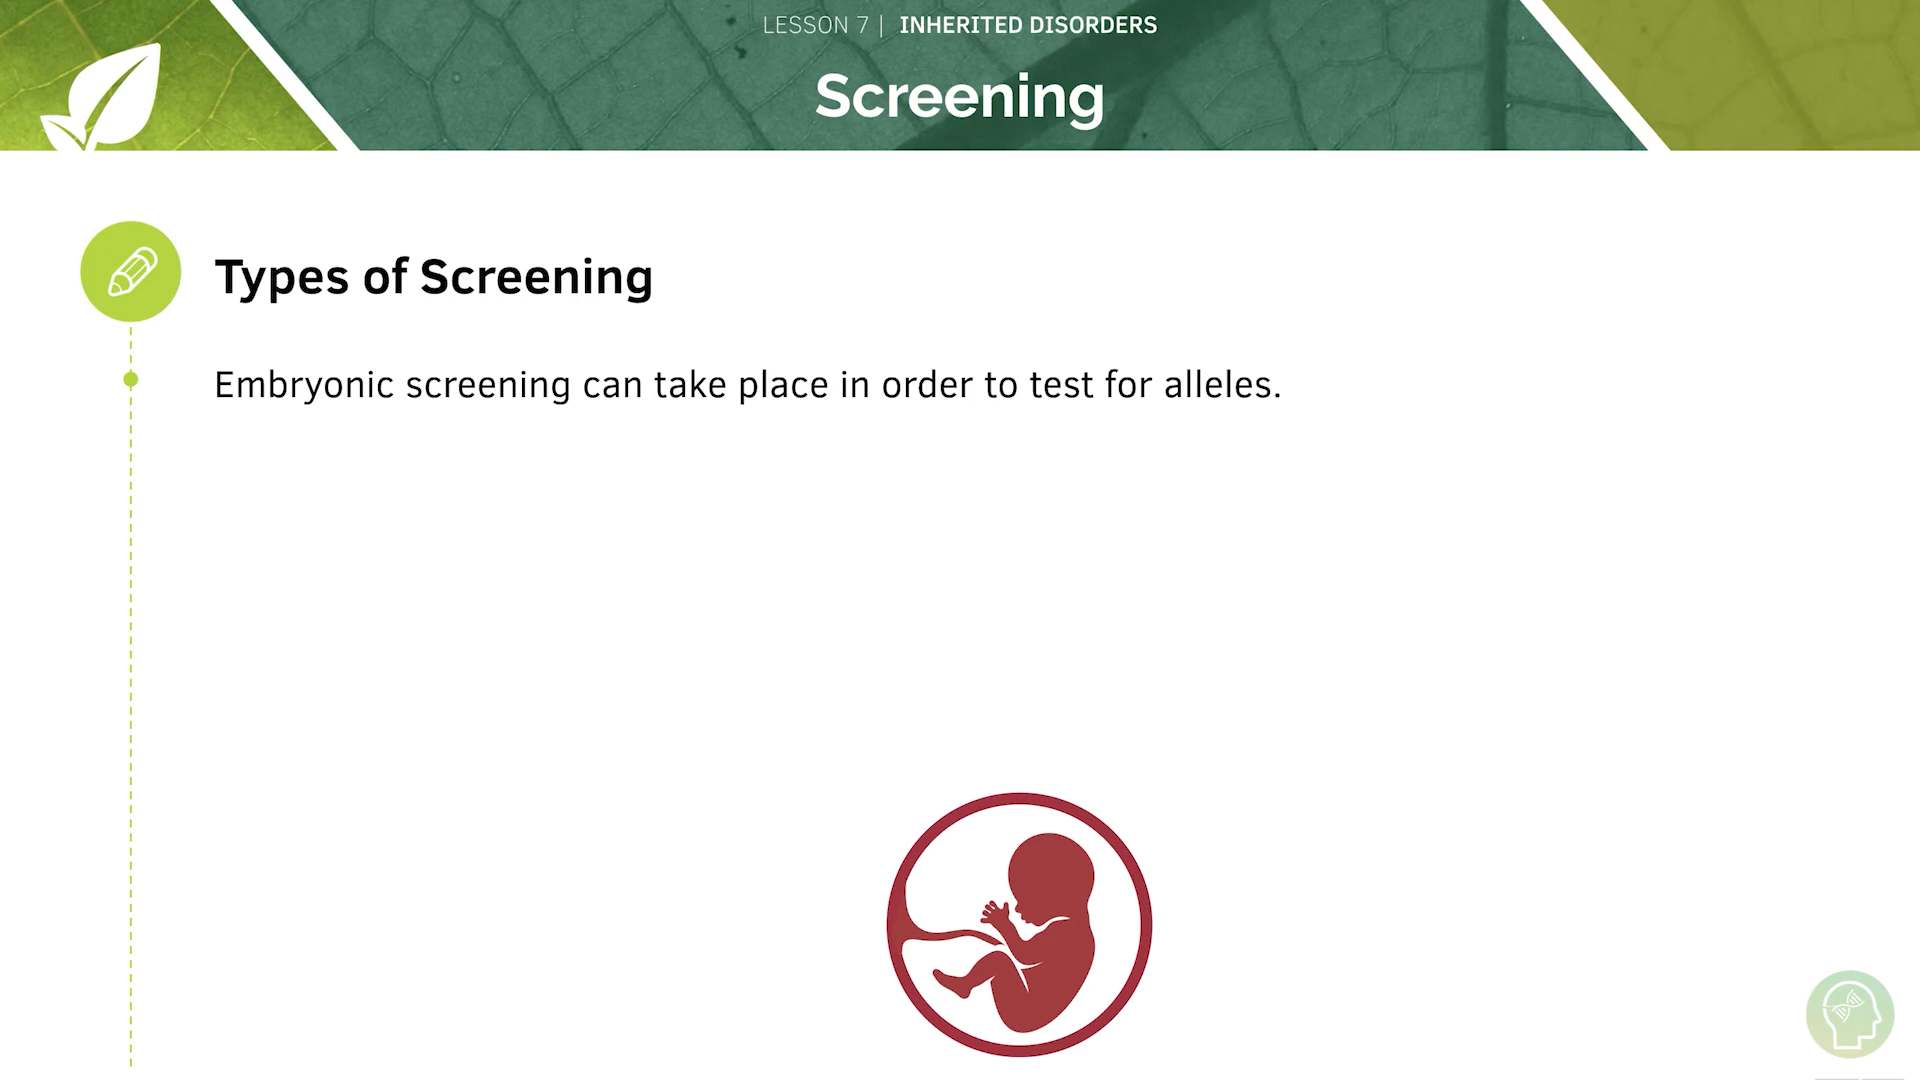 LESSON 7 | INHERITED DISORDERS
Screening
Types of Screening
Embryonic screening can take place in order to test for alleles.